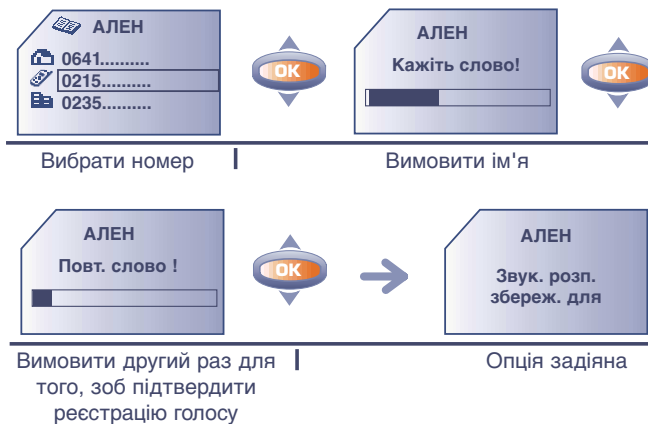 АЛЕН
0641..........
0215..........
0235..........
OK
АЛЕН
Кажіть слово!
OK
Вибрати номер
Вимовити ім'я
АЛЕН
Повт. слово !
OK
АЛЕН
Звук. розп.
збереж. для
Вимовити другий раз для
того, зоб підтвердити
реєстрацію голосу
Опція задіяна